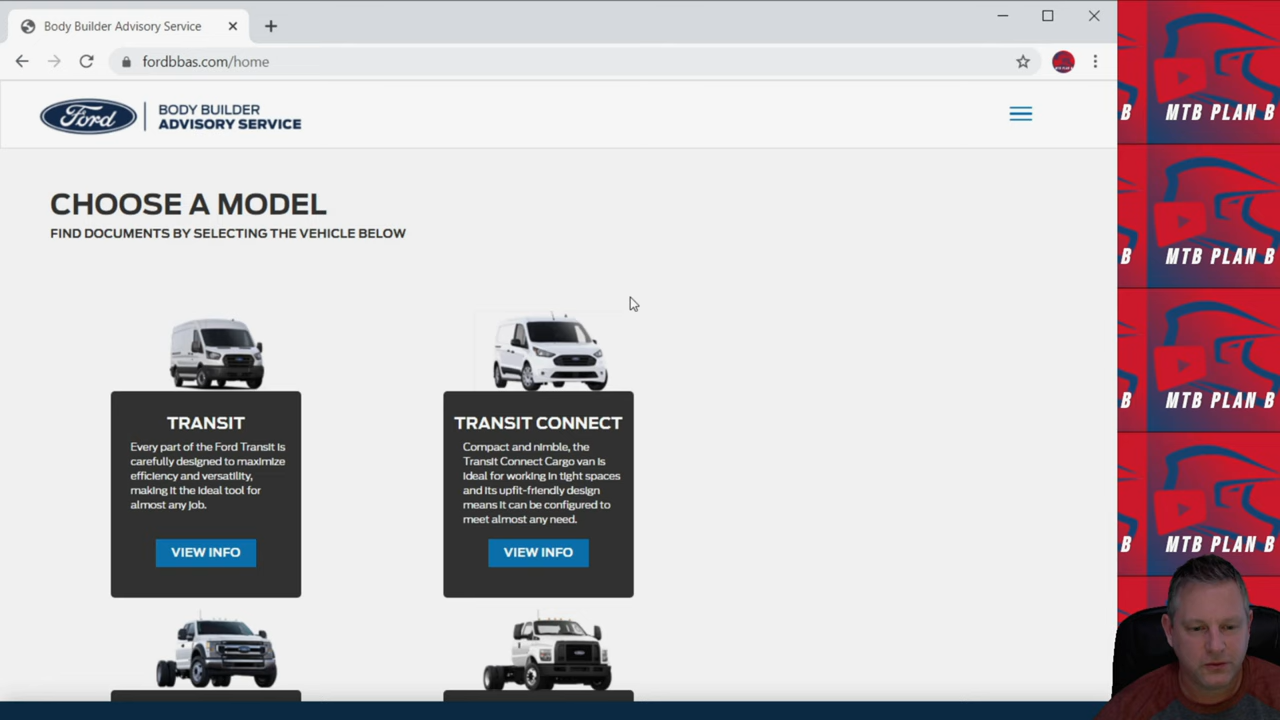 Body Builder Advisory Service
fordbbas.com/home
Ford
BODY BUILDER
ADVISORY SERVICE
CHOOSE A MODEL
FIND DOCUMENTS BY SELECTING THE VEHICLE BELOW
TRANSIT
Every part of the Ford Transit is
carefully designed to maximize
efficiency and versatility,
making it the ideal tool for
almost any job.
VIEW INFO
TRANSIT CONNECT
Compact and nimble, the
Transit Connect Cargo van is
ideal for working in tight spaces
and its upfit-friendly design
means it can be configured to
meet almost any need.
VIEW INFO
B MTB PLAN B
B MTB PLAN B
B MTB PLAN B
B MTB PLAN B